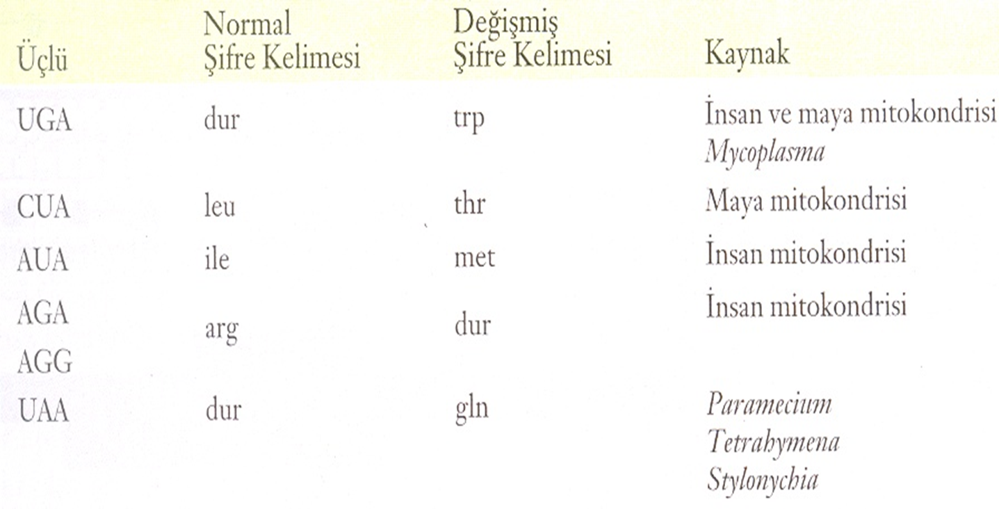 Üçlü Normal Şifre Kelimesi Değişmiş Şifre Kelimesi Kaynak
UGA dur trp İnsan ve maya mitokondrisi
Mycoplasma
CUA leu thr Maya mitokondrisi
AUA ile met İnsan mitokondrisi
AGA arg dur İnsan mitokondrisi
AGG
UAA dur gln Paramecium
Tetrahymena
Stylonychia